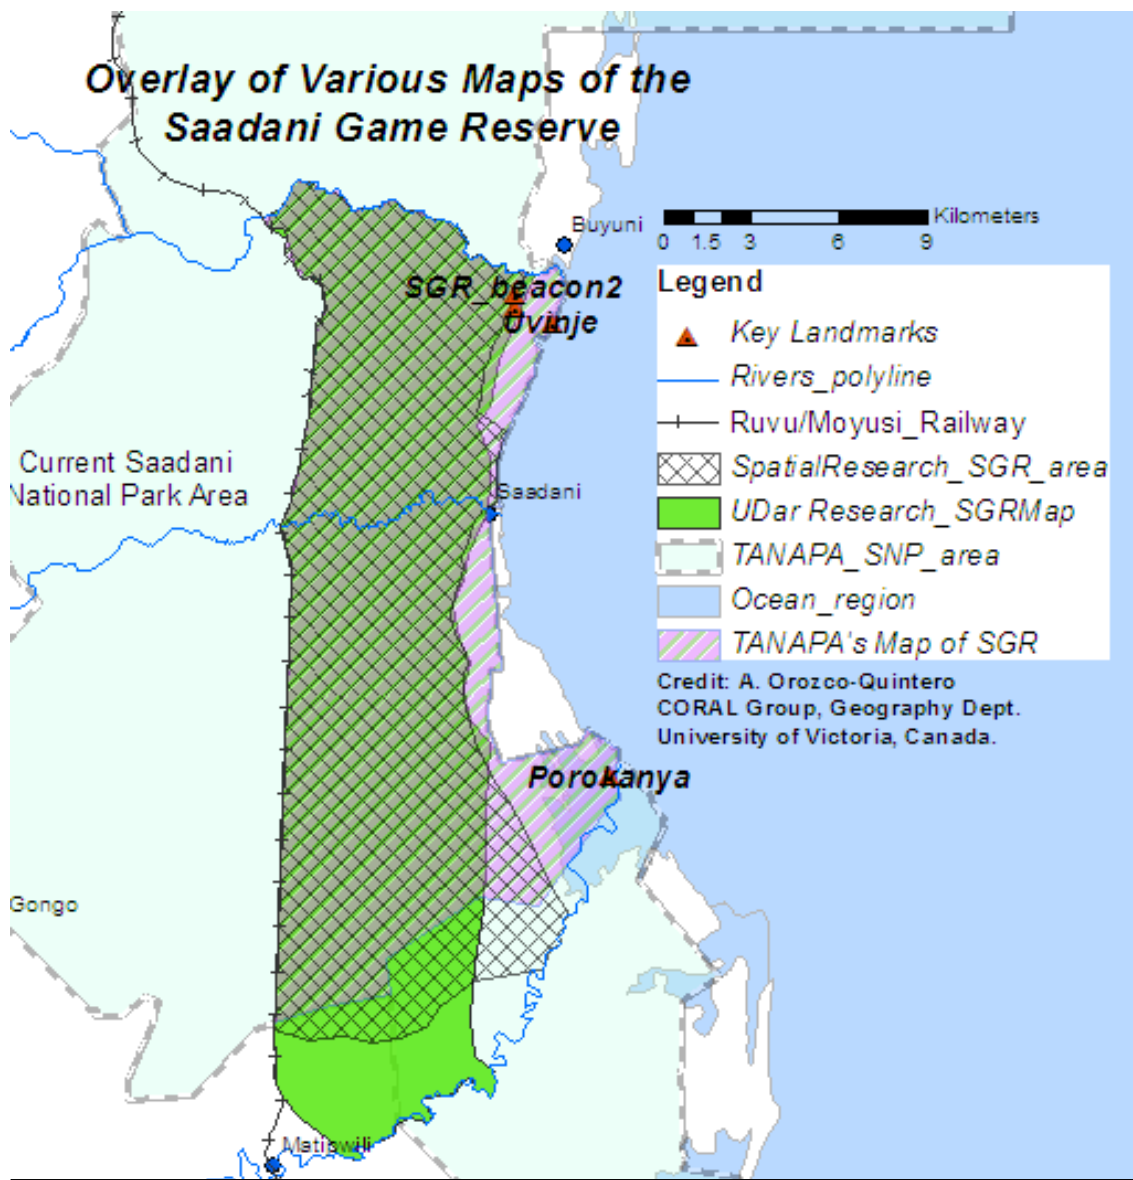 Overlay of Various Maps of the
Saadani Game Reserve
Buyuni
Kilometers
0 1.5 3 6 9
SGR_beacon2
Uvinje
Legend
Key Landmarks
Rivers_polyline
Ruvu/Moyusi_Railway
SpatialResearch_SGR_area
UDar Research_SGRMap
TANAPA_SNP_area
Ocean_region
TANAPA's Map of SGR
Credit: A. Orozco-Quintero
CORAL Group, Geography Dept.
University of Victoria, Canada.
Current Saadani
National Park Area
Saadani
Porokanya
Gongo
Matipwili